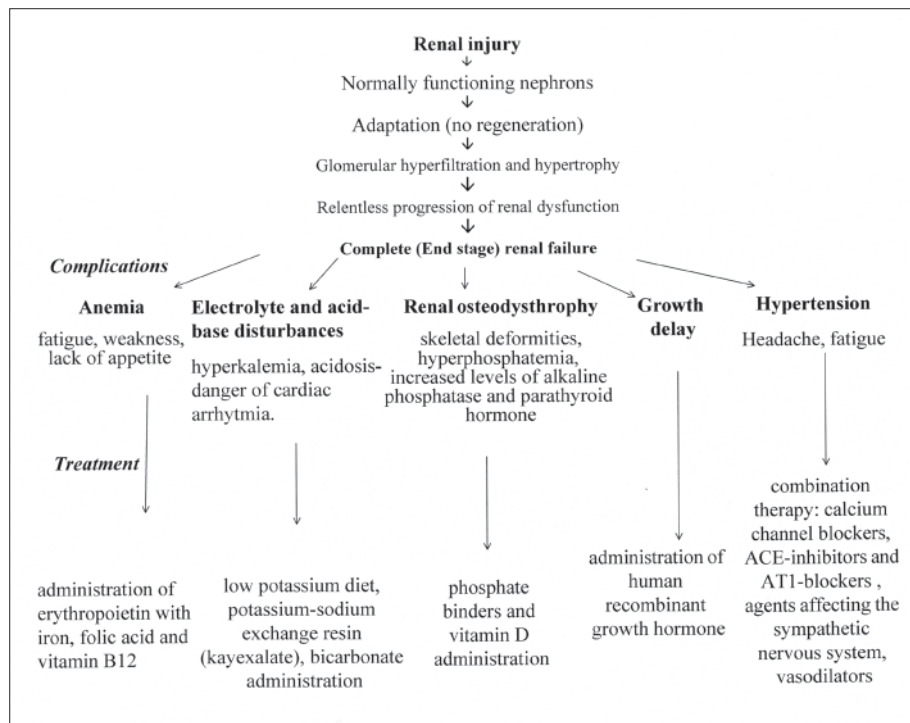 Renal injury
Normally functioning nephrons
Adaptation (no regeneration)
Glomerular hyperfiltration and hypertrophy
Relentless progression of renal dysfunction
Complete (End stage) renal failure
Complications
Anemia
fatigue, weakness,
lack of appetite
Electrolyte and acid-
base disturbances
hyperkalemia, acidosis-
danger of cardiac
arrhytmia.
Renal osteodysthrophy
skeletal deformities,
hyperphosphatemia,
increased levels of alkaline
phosphatase and parathyroid
hormone
Growth
delay
Hypertension
Headache, fatigue
Treatment
administration of
erythropoietin with
iron, folic acid and
vitamin B12
low potassium diet,
potassium-sodium
exchange resin
(kayexalate), bicarbonate
administration
phosphate
binders and
vitamin D
administration
administration of
human
recombinant
growth hormone
combination
therapy: calcium
channel blockers,
ACE-inhibitors and
AT1-blockers ,
agents affecting the
sympathetic
nervous system,
vasodilators